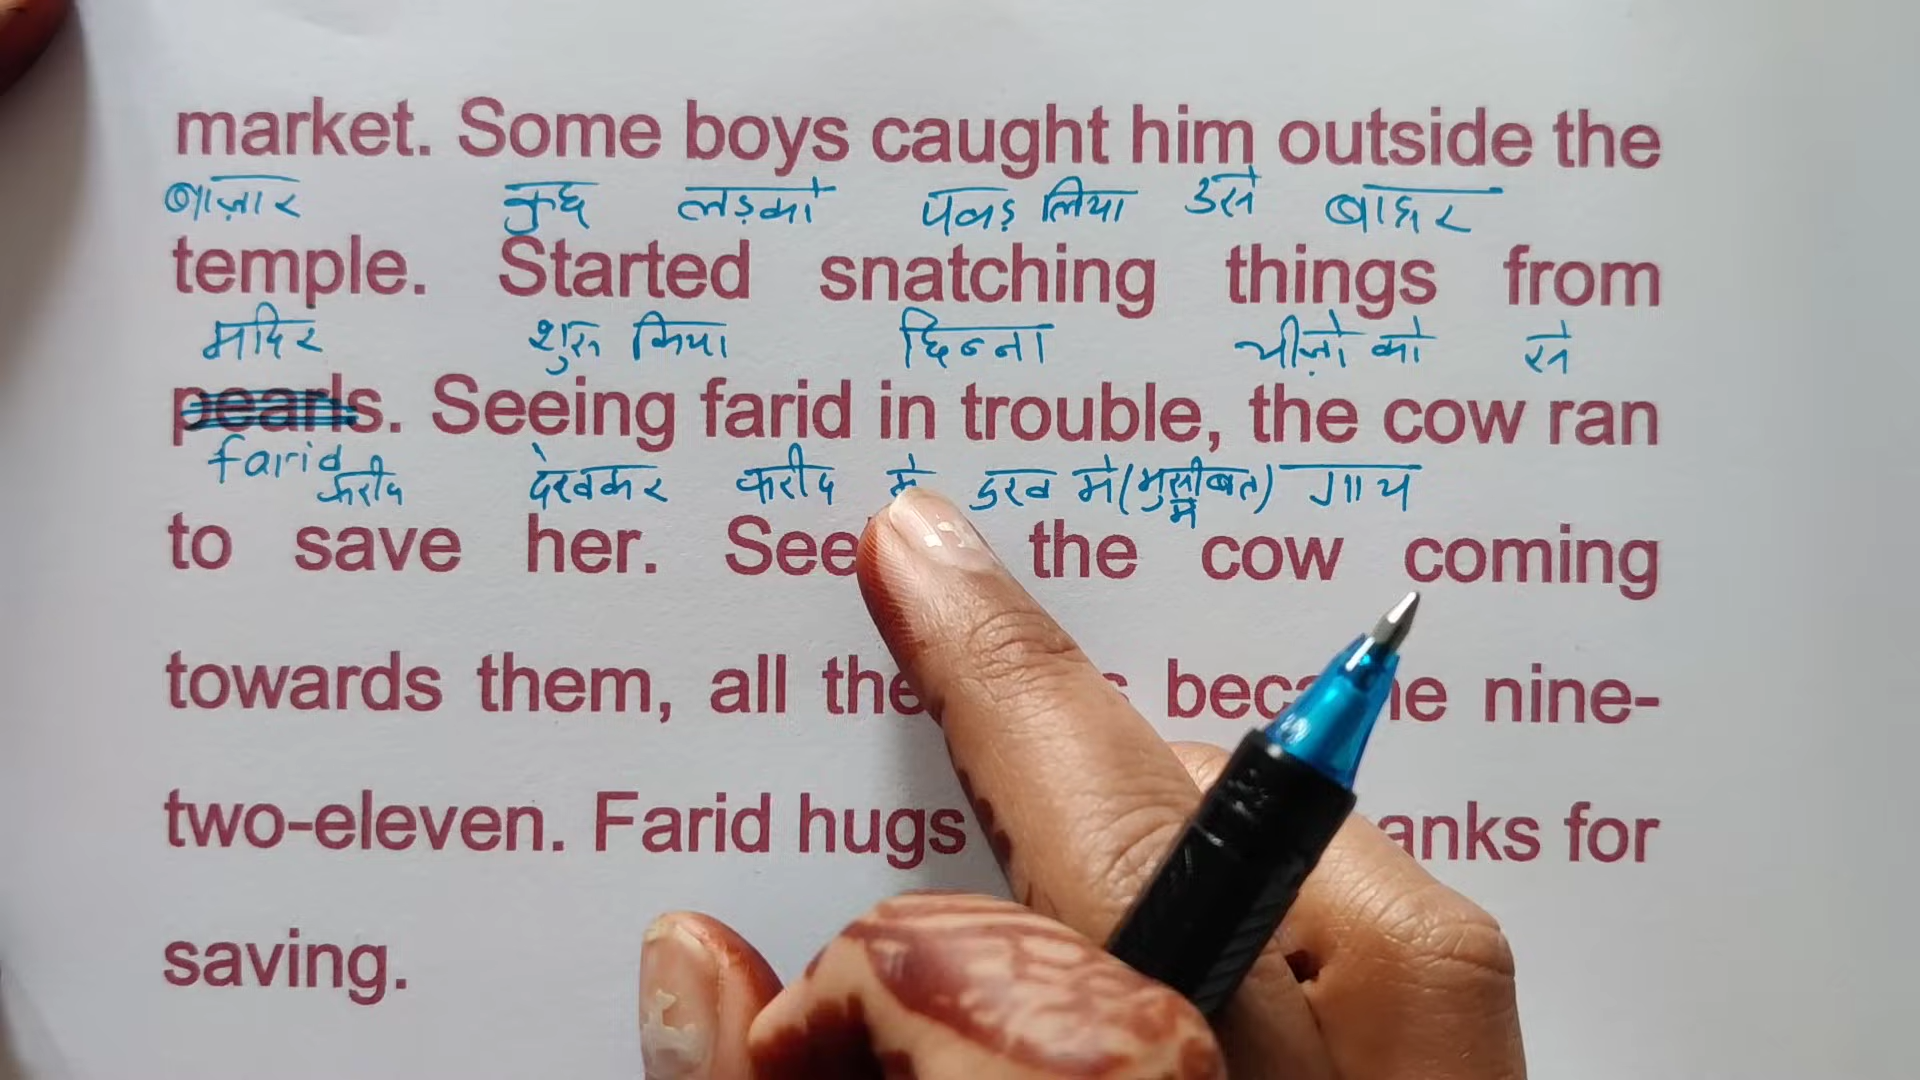 market. Some boys caught him outside the
बाज़ार कुछ लड़को पकड़ लिया उसे बाहर
temple. Started snatching things from
मंदिर शुरू किया छिन्ना चीज़ो को से
pearls. Seeing farid in trouble, the cow ran
farid फरीद देखकर फरीद मे दुख मे (मुसीबत मे) गाय
to save her. See the cow coming
towards them, all the became nine-
two-eleven. Farid hugs anks for
saving.